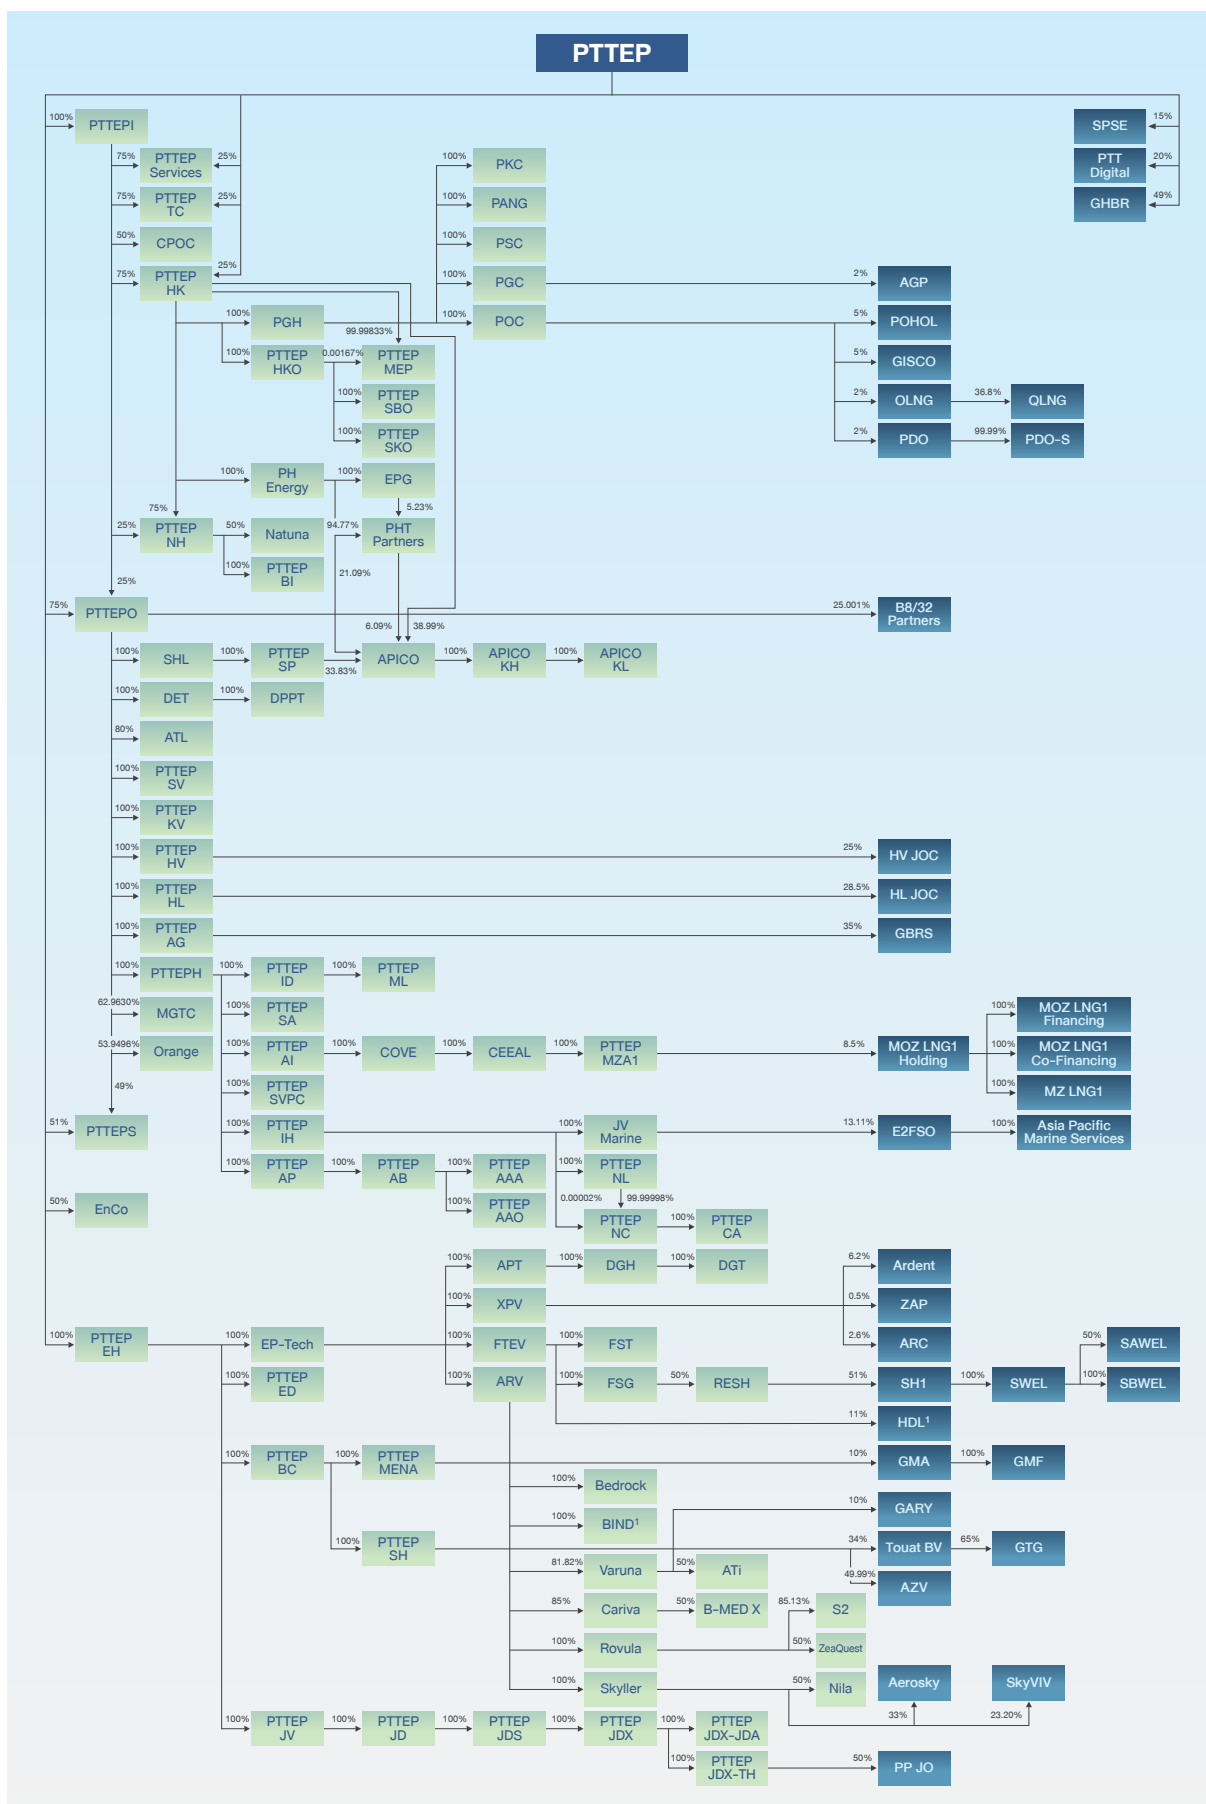 PTTEP
100%
PTTEPI
SPSE
15%
75%
PTTEP
Services
25%
100%
PKC
PTT
Digital
20%
75%
PTTEP
TC
25%
100%
PANG
GHBR
49%
50%
CPOC
100%
PSC
75%
PTTEP
HK
25%
100%
PGC
2%
AGP
100%
PGH
99.99833%
100%
POC
5%
POHOL
100%
PTTEP
HKO
0.00167%
PTTEP
MEP
5%
GISCO
100%
PTTEP
SBO
2%
OLNG
36.8%
QLNG
100%
PTTEP
SKO
2%
PDO
99.99%
PDO-S
100%
PH
Energy
100%
EPG
75%
5.23%
25%
PTTEP
NH
50%
Natuna
94.77%
PHT
Partners
100%
PTTEP
BI
21.09%
25%
75%
PTTEPO
25.001%
B8/32
Partners
6.09%
38.99%
100%
SHL
100%
PTTEP
SP
33.83%
APICO
100%
APICO
KH
100%
APICO
KL
100%
DET
100%
DPPT
80%
ATL
100%
PTTEP
SV
100%
PTTEP
KV
100%
PTTEP
HV
25%
HV JOC
100%
PTTEP
HL
28.5%
HL JOC
100%
PTTEP
AG
35%
GBRS
100%
PTTEPH
100%
PTTEP
ID
100%
PTTEP
ML
62.9630%
MGTC
100%
PTTEP
SA
100%
MOZ LNG1
Financing
53.9496%
Orange
100%
PTTEP
AI
100%
COVE
100%
CEEAL
100%
PTTEP
MZA1
8.5%
MOZ LNG1
Holding
100%
MOZ LNG1
Co-Financing
49%
100%
PTTEP
SVPC
100%
MZ LNG1
51%
PTTEPS
100%
PTTEP
IH
100%
JV
Marine
13.11%
E2FSO
100%
Asia Pacific
Marine Services
100%
PTTEP
AP
100%
PTTEP
AB
100%
PTTEP
AAA
100%
PTTEP
NL
50%
EnCo
100%
PTTEP
AAO
0.00002%
99.99998%
PTTEP
NC
100%
PTTEP
CA
100%
APT
100%
DGH
100%
DGT
6.2%
Ardent
100%
XPV
0.5%
ZAP
100%
PTTEP
EH
100%
EP-Tech
100%
FTEV
100%
FST
2.6%
ARC
50%
SAWEL
100%
PTTEP
ED
100%
ARV
100%
FSG
50%
RESH
51%
SH1
100%
SWEL
100%
SBWEL
11%
HDL¹
100%
PTTEP
BC
100%
PTTEP
MENA
10%
GMA
100%
GMF
100%
Bedrock
10%
GARY
100%
BIND¹
100%
PTTEP
SH
34%
Touat BV
65%
GTG
81.82%
Varuna
50%
ATi
49.99%
AZV
85%
Cariva
50%
B-MED X
85.13%
S2
100%
Rovula
50%
ZeaQuest
100%
Skyller
50%
Nila
Aerosky
SkyVIV
33%
23.20%
100%
PTTEP
JV
100%
PTTEP
JD
100%
PTTEP
JDS
100%
PTTEP
JDX
100%
PTTEP
JDX-JDA
100%
PTTEP
JDX-TH
50%
PP JO